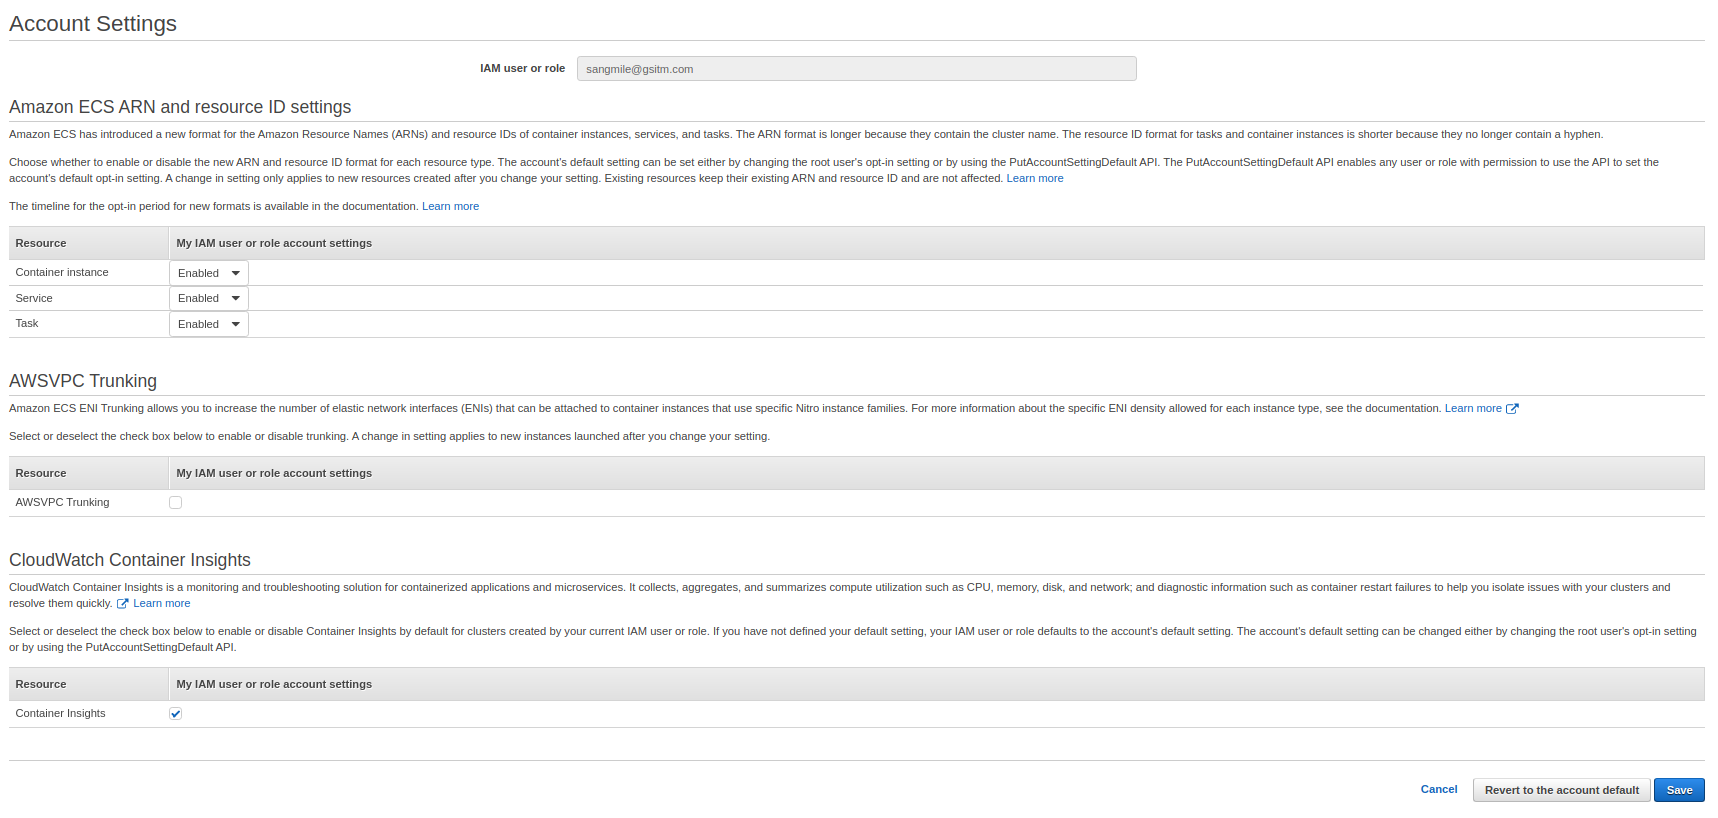 Account Settings
IAM user or role sangmile@gsitm.com
Amazon ECS ARN and resource ID settings
Amazon ECS has introduced a new format for the Amazon Resource Names (ARNs) and resource IDs of container instances, services, and tasks. The ARN format is longer because they contain the cluster name. The resource ID format for tasks and container instances is shorter because they no longer contain a hyphen.
Choose whether to enable or disable the new ARN and resource ID format for each resource type. The account's default setting can be set either by changing the root user's opt-in setting or by using the PutAccountSettingDefault API. The PutAccountSettingDefault API enables any user or role with permission to use the API to set the
account's default opt-in setting. A change in setting only applies to new resources created after you change your setting. Existing resources keep their existing ARN and resource ID and are not affected. Learn more
The timeline for the opt-in period for new formats is available in the documentation. Learn more
Resource My IAM user or role account settings
Container instance Enabled
Service Enabled
Task Enabled
AWSVPC Trunking
Amazon ECS ENI Trunking allows you to increase the number of elastic network interfaces (ENIs) that can be attached to container instances that use specific Nitro instance families. For more information about the specific ENI density allowed for each instance type, see the documentation. Learn more
Select or deselect the check box below to enable or disable trunking. A change in setting applies to new instances launched after you change your setting.
Resource My IAM user or role account settings
AWSVPC Trunking
CloudWatch Container Insights
CloudWatch Container Insights is a monitoring and troubleshooting solution for containerized applications and microservices. It collects, aggregates, and summarizes compute utilization such as CPU, memory, disk, and network; and diagnostic information such as container restart failures to help you isolate issues with your clusters and
resolve them quickly. Learn more
Select or deselect the check box below to enable or disable Container Insights by default for clusters created by your current IAM user or role. If you have not defined your default setting, your IAM user or role defaults to the account's default setting. The account's default setting can be changed either by changing the root user's opt-in setting
or by using the PutAccountSettingDefault API.
Resource My IAM user or role account settings
Container Insights
Cancel Revert to the account default Save